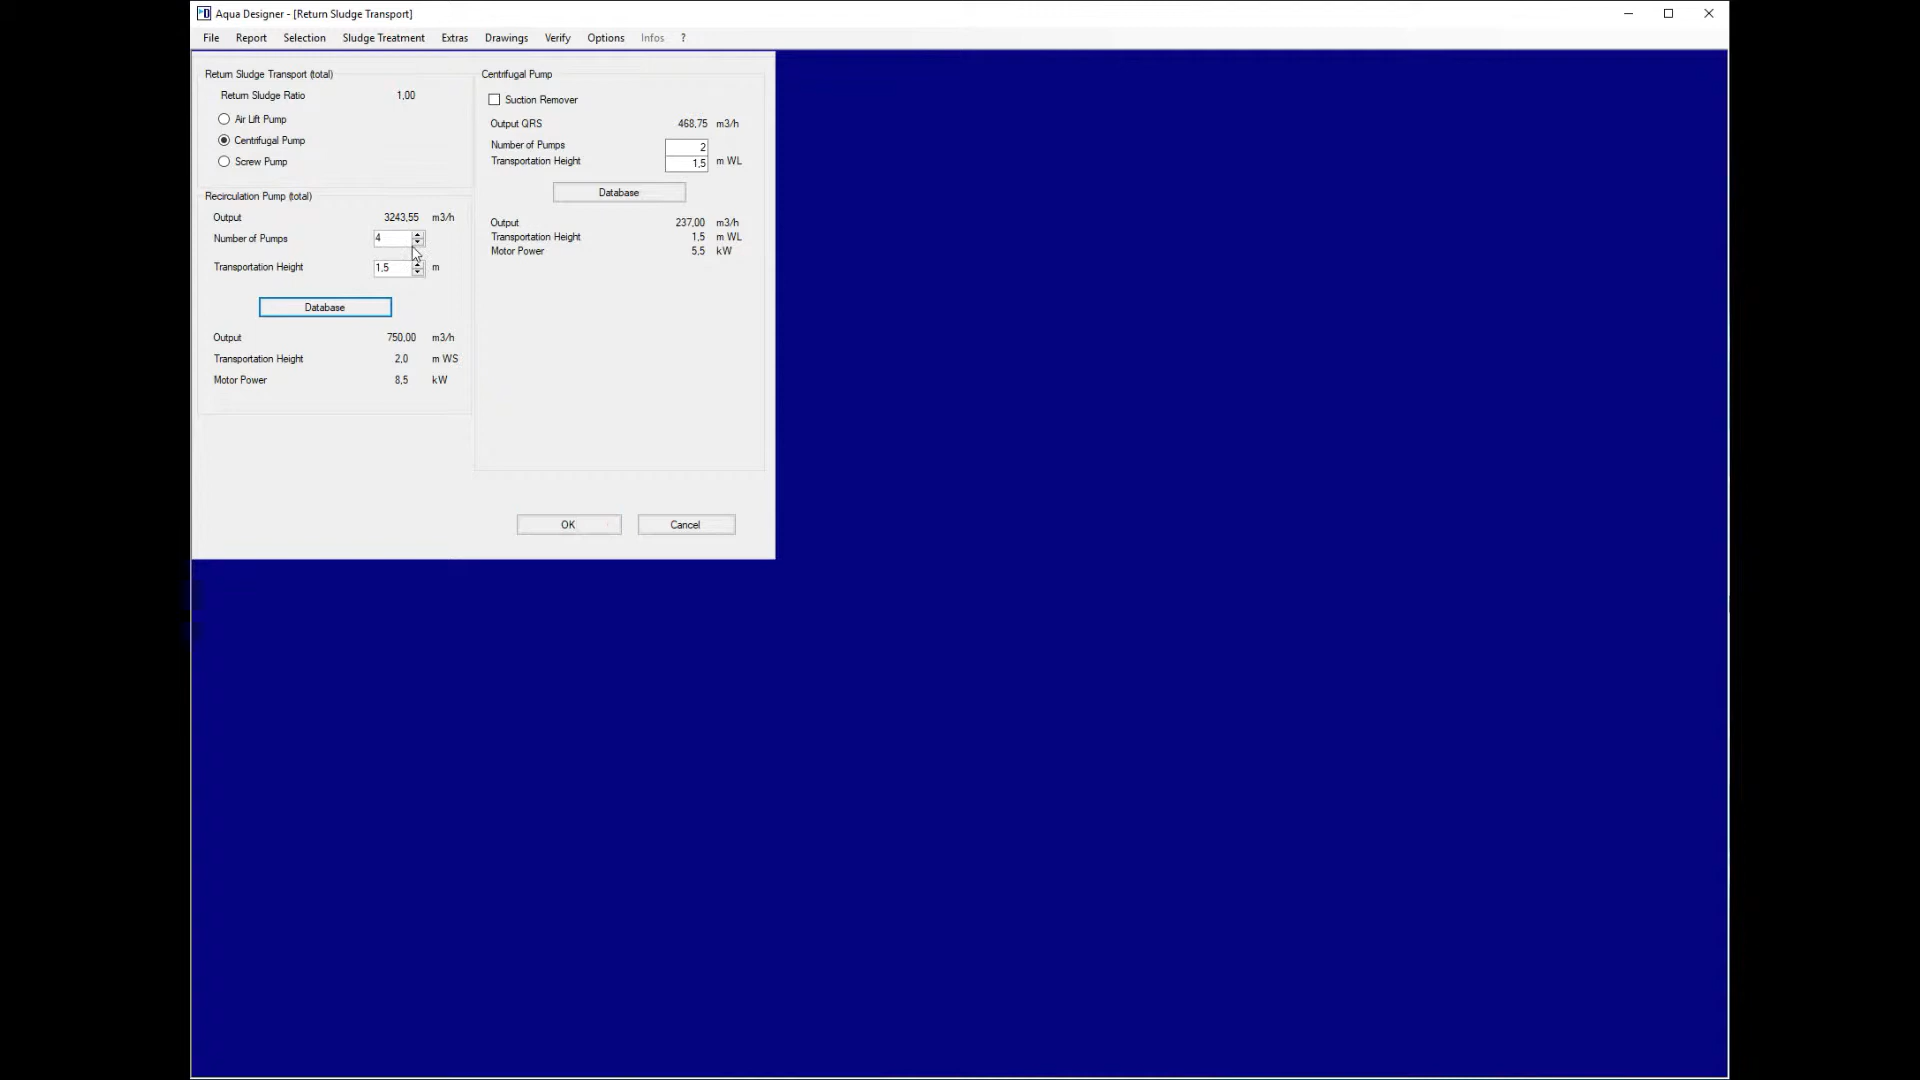 Aqua Designer - [Return Sludge Transport]
File Report Selection Sludge Treatment Extras Drawings Verify Options Infos ?
Return Sludge Transport (total)
Return Sludge Ratio 1,00
Air Lift Pump
Centrifugal Pump
Screw Pump
Recirculation Pump (total)
Output 3243,55 m3/h
Number of Pumps 4
Transportation Height 1,5 m
Database
Output 750,00 m3/h
Transportation Height 2,0 m WS
Motor Power 8,5 kW
Centrifugal Pump
Suction Remover
Output QRS 468,75 m3/h
Number of Pumps 2
Transportation Height 1,5 m WL
Database
Output 237,00 m3/h
Transportation Height 1,5 m WL
Motor Power 5,5 kW
OK Cancel